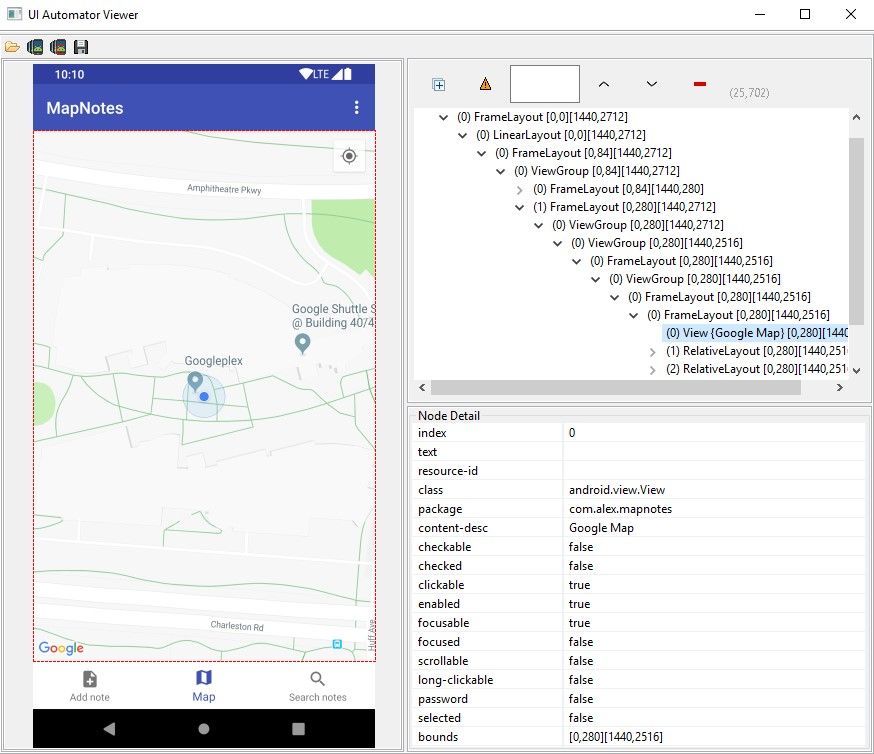 UI Automator Viewer
10:10
LTE
MapNotes
Amphitheatre Pkwy
Google Shuttle S
@ Building 40/4
Googleplex
Charleston Rd
Huff Ave
Google
Add note
Map
Search notes
(25,702)
(0) FrameLayout [0,0][1440,2712]
(0) LinearLayout [0,0][1440,2712]
(0) FrameLayout [0,84][1440,2712]
(0) ViewGroup [0,84][1440,2712]
(0) FrameLayout [0,84][1440,280]
(1) FrameLayout [0,280][1440,2712]
(0) ViewGroup [0,280][1440,2712]
(0) ViewGroup [0,280][1440,2516]
(0) FrameLayout [0,280][1440,2516]
(0) ViewGroup [0,280][1440,2516]
(0) FrameLayout [0,280][1440,2516]
(0) FrameLayout [0,280][1440,2516]
(0) View {Google Map} [0,280][1440
(1) RelativeLayout [0,280][1440,251
(2) RelativeLayout [0,280][1440,251
Node Detail
index 0
text
resource-id
class android.view.View
package com.alex.mapnotes
content-desc Google Map
checkable false
checked false
clickable true
enabled true
focusable true
focused false
scrollable false
long-clickable false
password false
selected false
bounds [0,280][1440,2516]